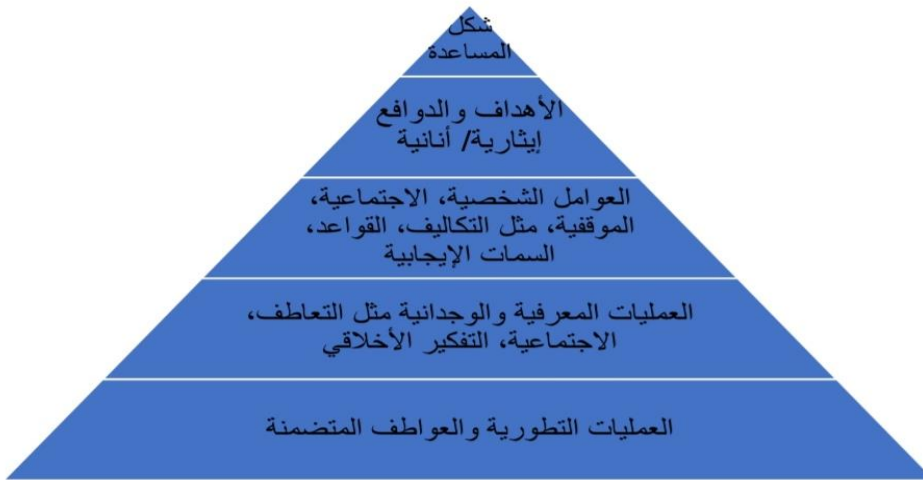 شكل
المساعدة
الأهداف والدوافع
إيثارية/ أنانية
العوامل الشخصية، الاجتماعية،
الموقفية، مثل التكاليف، القواعد،
السمات الإيجابية
العمليات المعرفية والوجدانية مثل التعاطف،
الاجتماعية، التفكير الأخلاقي
العمليات التطورية والعواطف المتضمنة